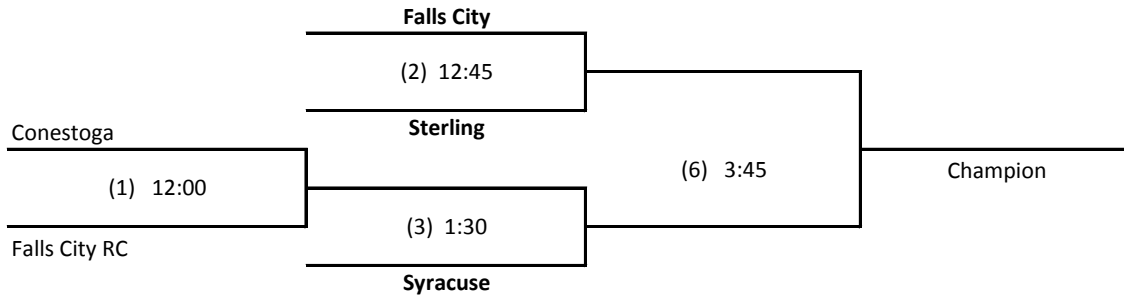 Falls City
(2) 12:45
Sterling
Conestoga
(1) 12:00
(6) 3:45
Champion
(3) 1:30
Falls City RC
Syracuse